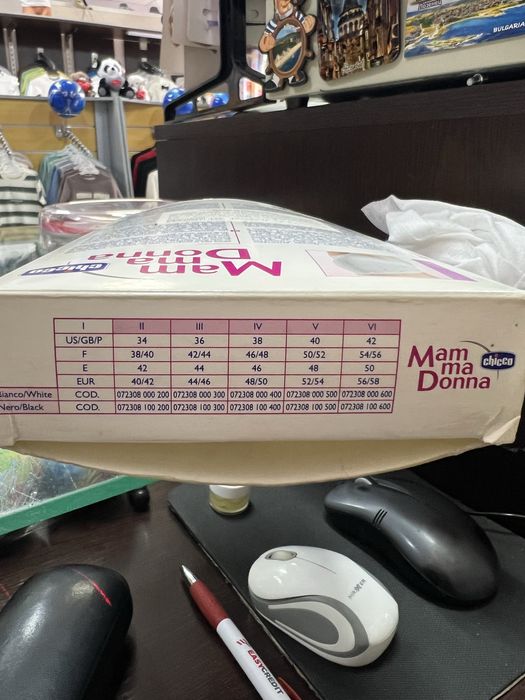 BULGARIA
Mam
ma
Donna
chicco
I II III IV V VI
US/GB/P 34 36 38 40 42
F 38/40 42/44 46/48 50/52 54/56
E 42 44 46 48 50
EUR 40/42 44/46 48/50 52/54 56/58
Bianco/White COD. 072308 000 200 072308 000 300 072308 000 400 072308 000 500 072308 000 600
Nero/Black COD. 072308 100 200 072308 100 300 072308 100 400 072308 100 500 072308 100 600
Mam
ma
Donna
chicco
EASYCREDIT